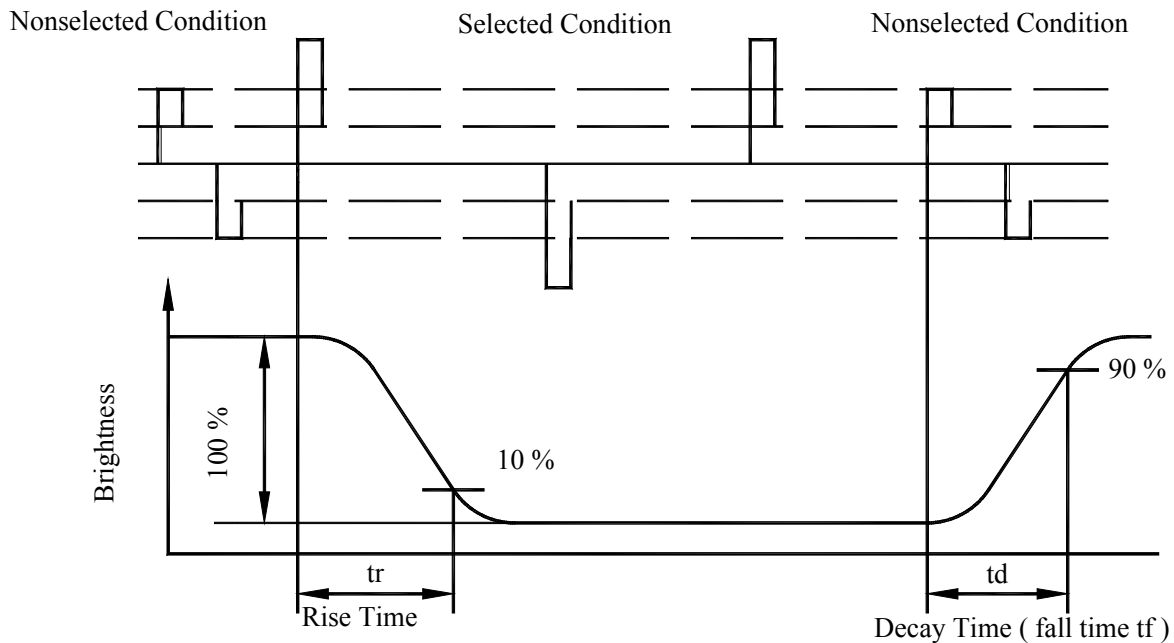 Nonselected Condition
Selected Condition
Nonselected Condition
Brightness
100 %
10 %
90 %
tr
Rise Time
td
Decay Time ( fall time tf )